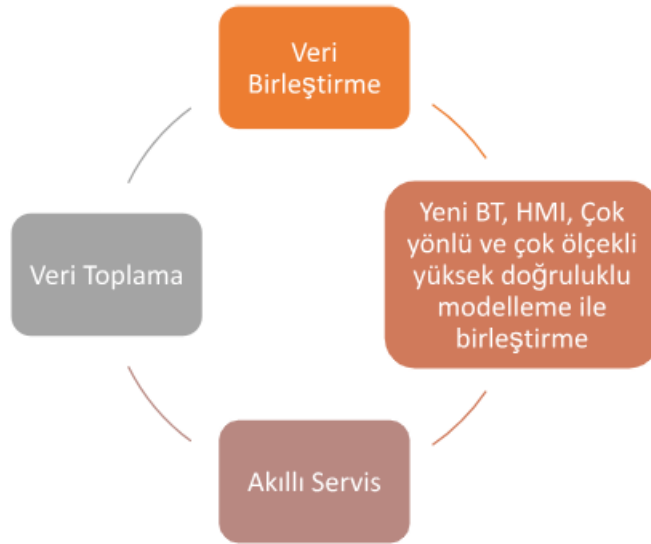 Veri
Birleştirme
Yeni BT, HMI, Çok
yönlü ve çok ölçekli
yüksek doğruluklu
modelleme ile
birleştirme
Veri Toplama
Akıllı Servis